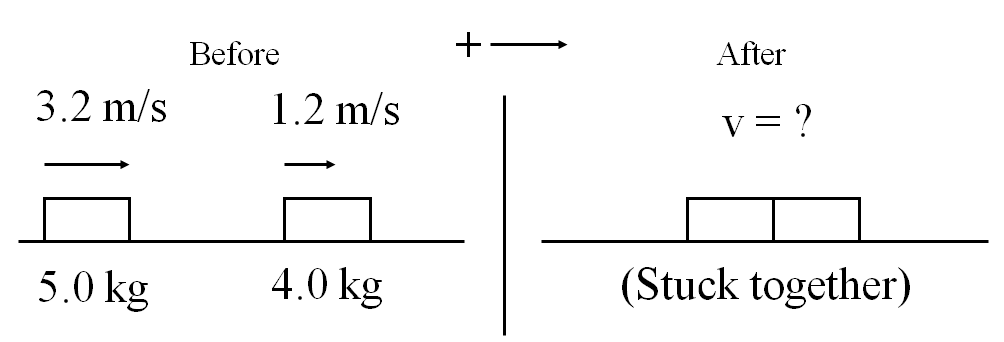 Before
+
After
3.2 m/s
1.2 m/s
v = ?
5.0 kg
4.0 kg
(Stuck together)